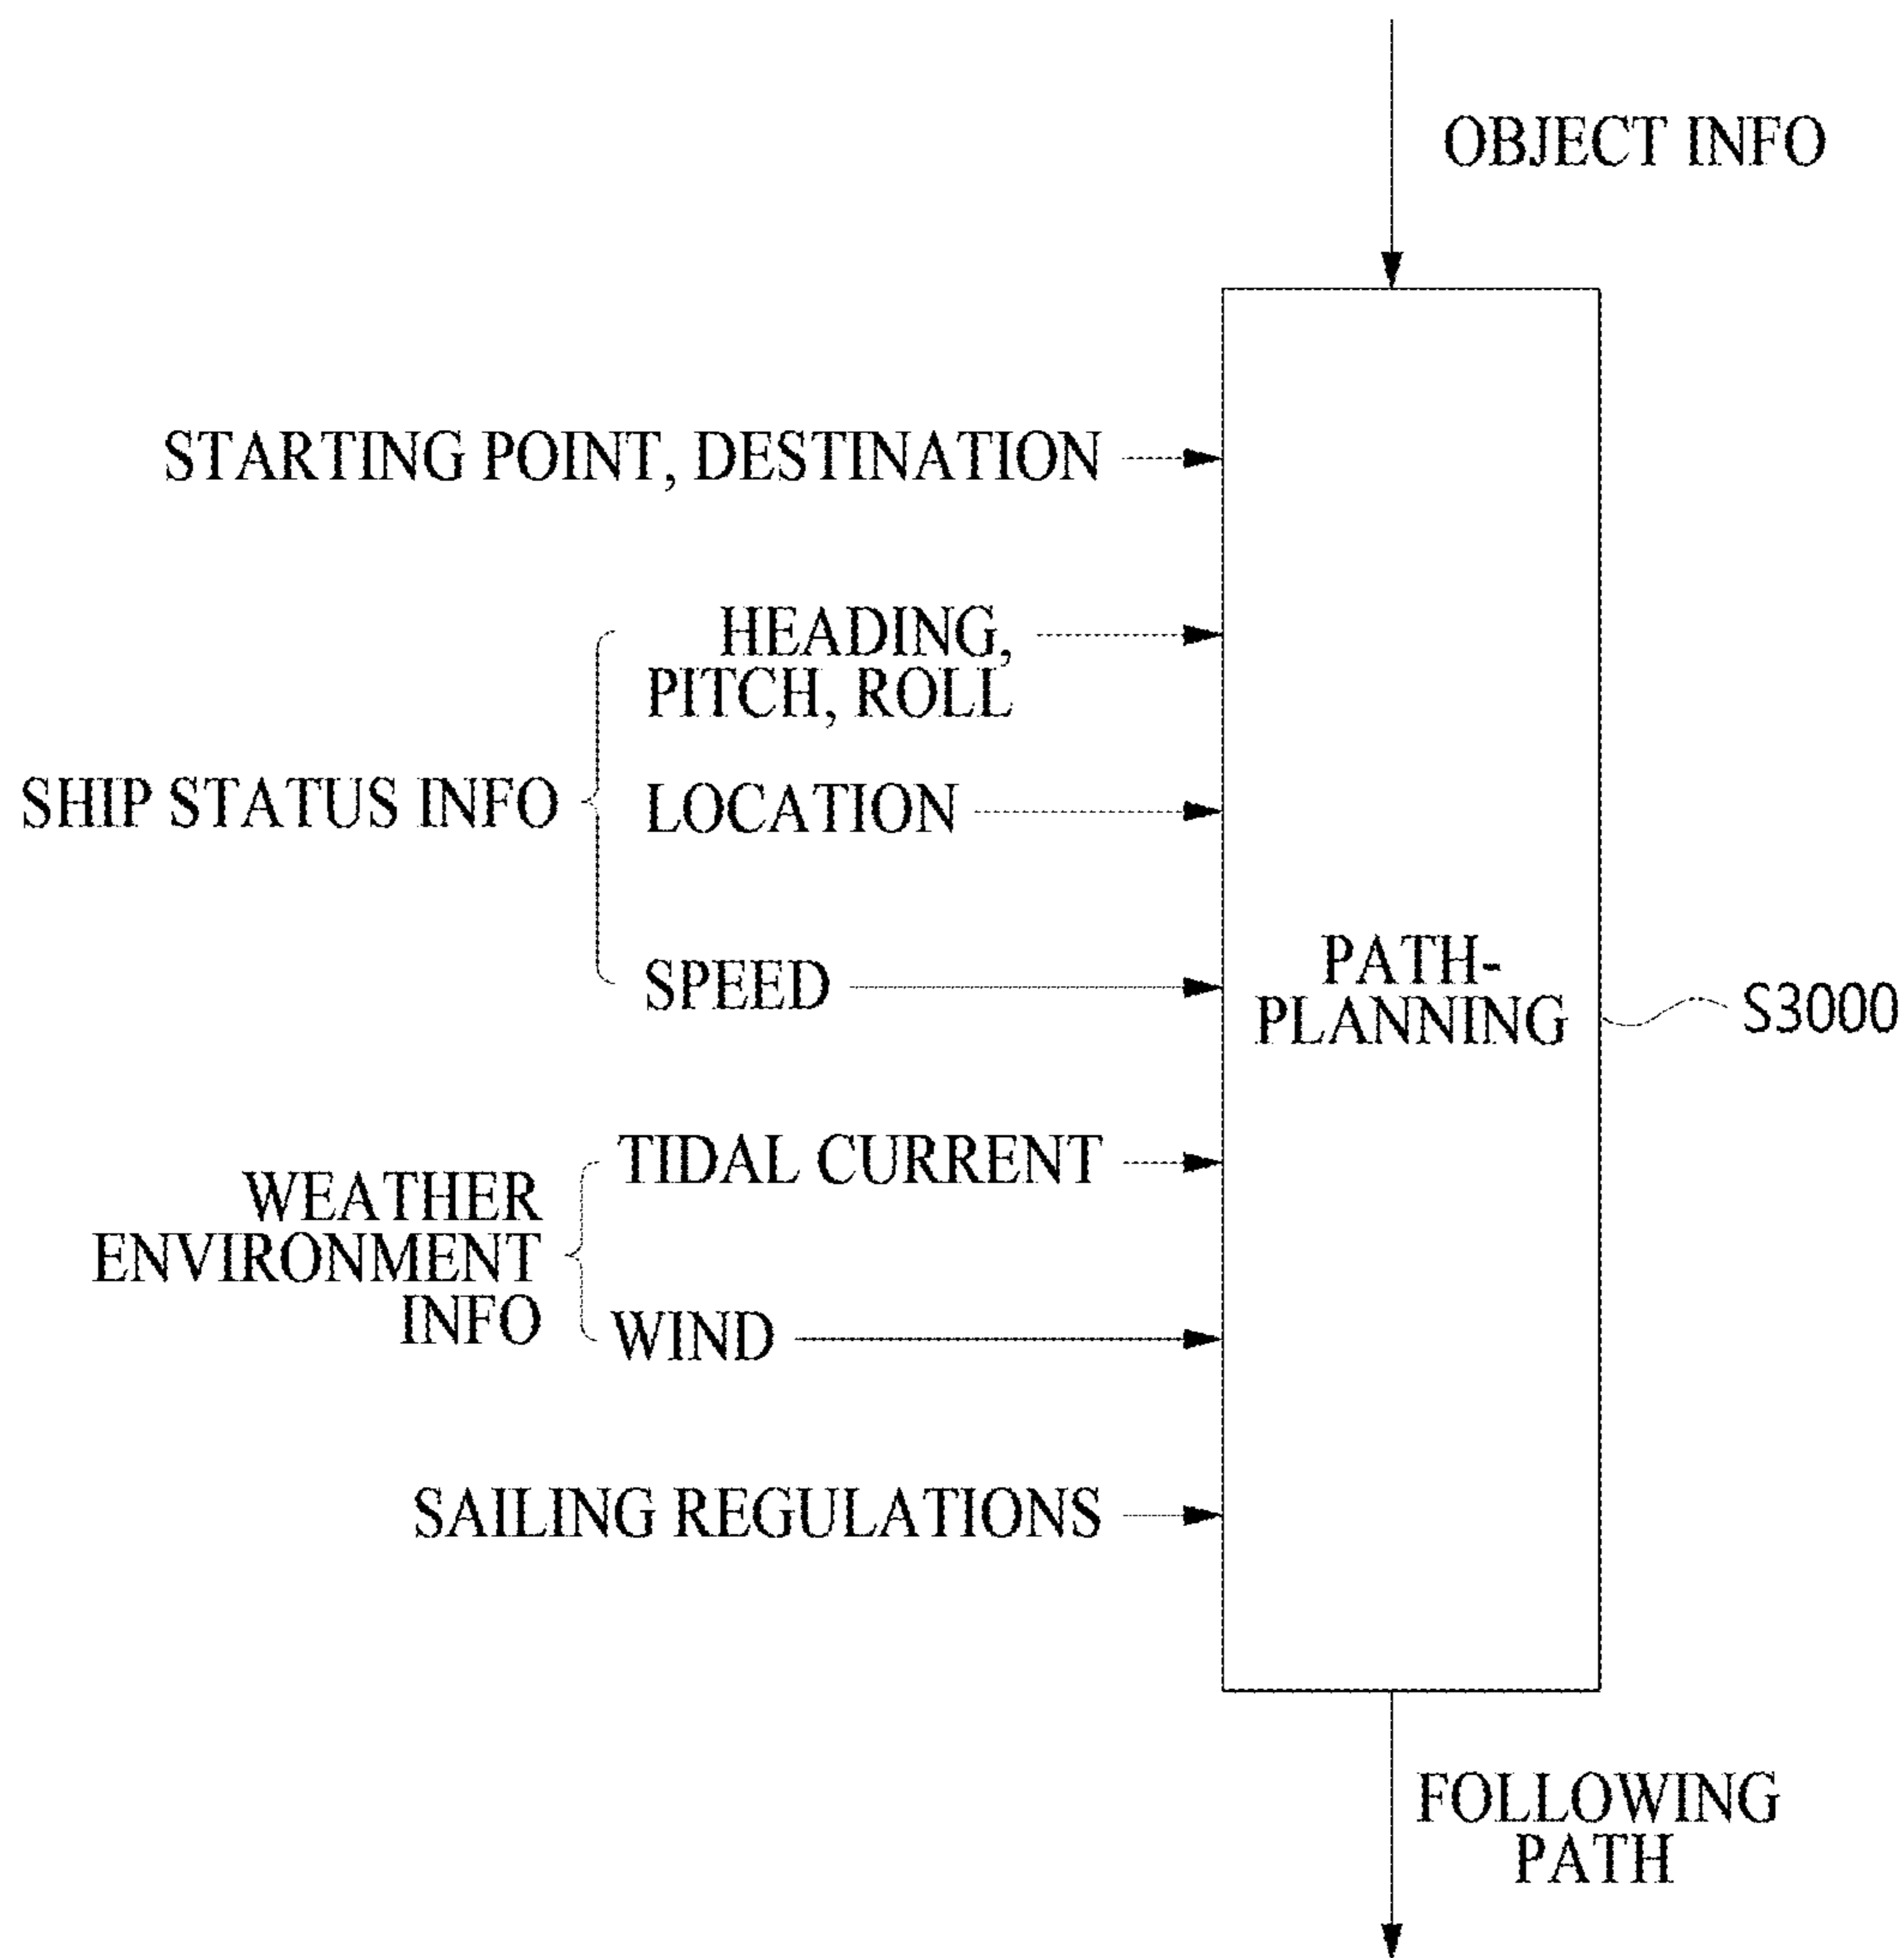 OBJECT INFO
STARTING POINT, DESTINATION
HEADING,
PITCH, ROLL
SHIP STATUS INFO
LOCATION
SPEED
PATH-
PLANNING
S3000
TIDAL CURRENT
WEATHER
ENVIRONMENT
INFO
WIND
SAILING REGULATIONS
FOLLOWING
PATH